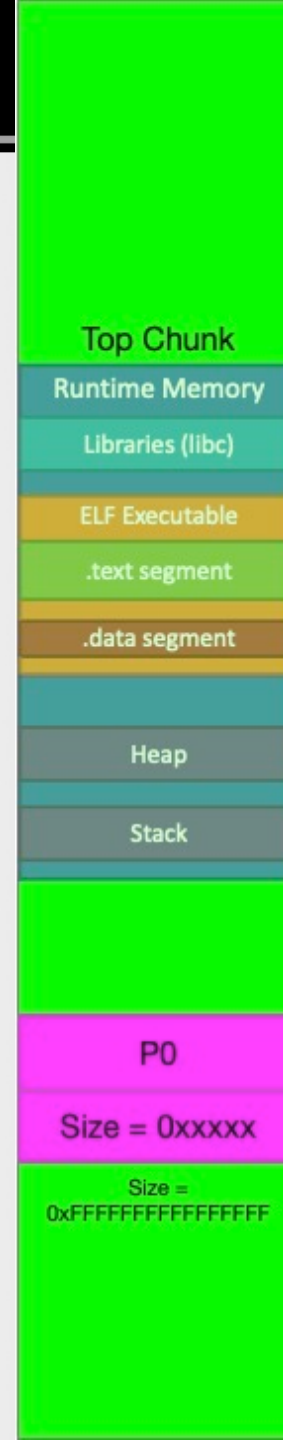 Top Chunk
Runtime Memory
Libraries (libc)
ELF Executable
.text segment
.data segment
Heap
Stack
P0
Size = 0xxxxx
Size =
0xFFFFFFFFFFFFFFFF